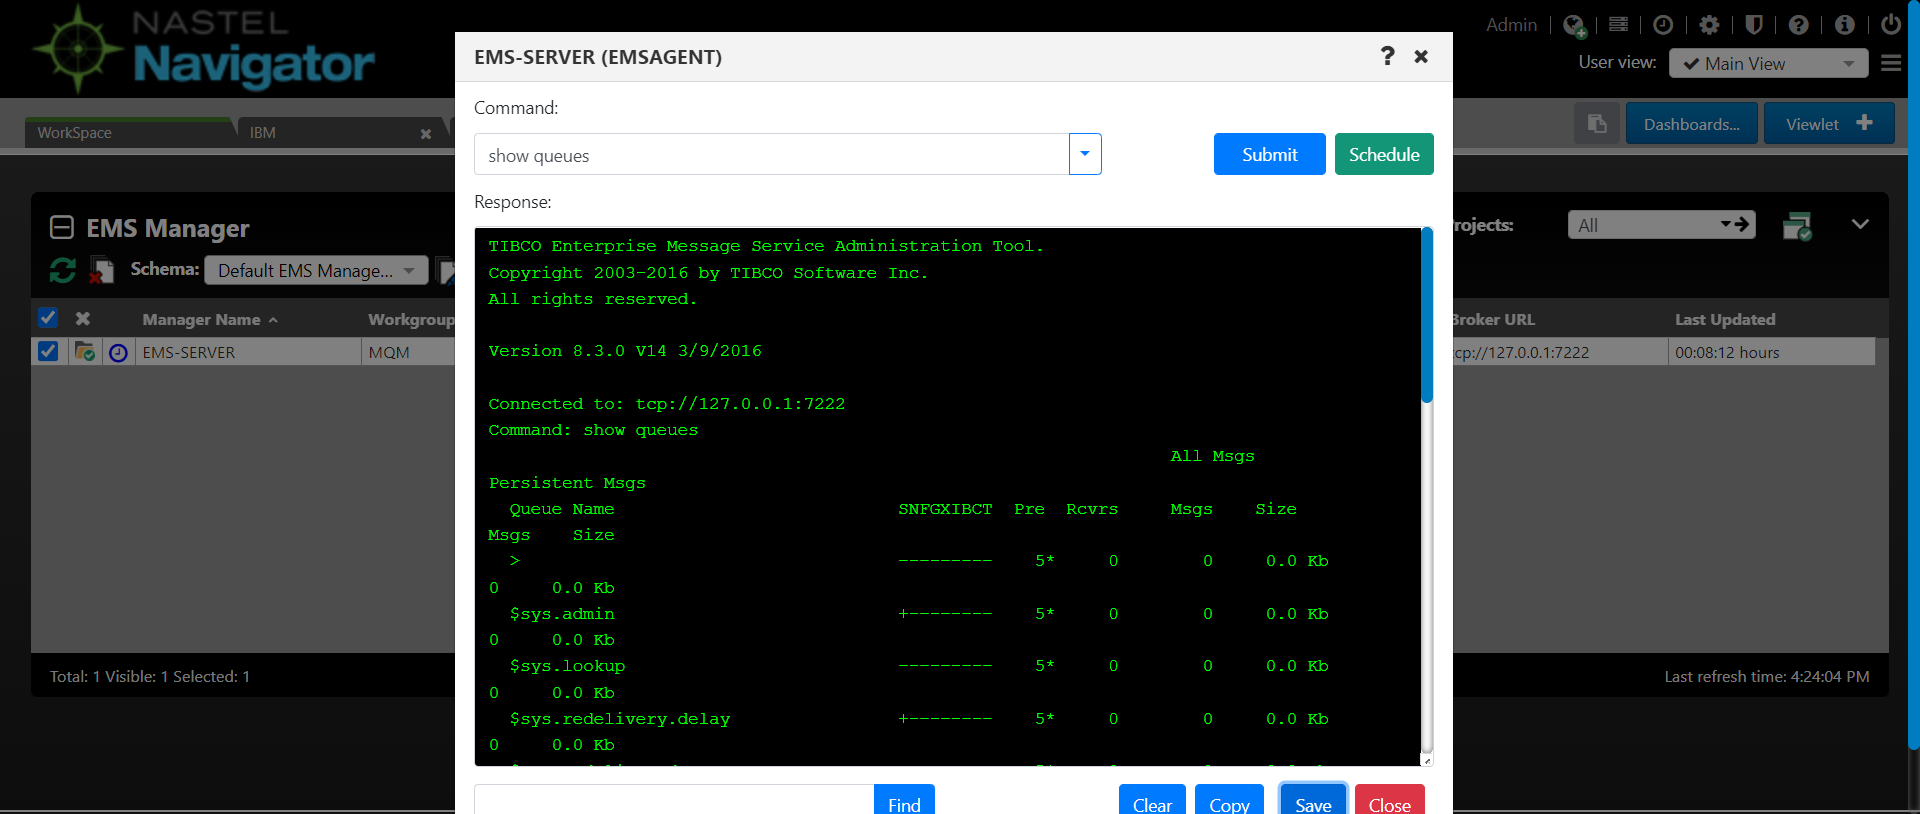 NASTEL
Navigator
Admin
User view:
Main View
WorkSpace
IBM
Dashboards...
Viewlet
EMS Manager
Schema:
Default EMS Manage...
Projects:
All
Manager Name
Workgroup
Broker URL
Last Updated
EMS-SERVER
MQM
tcp://127.0.0.1:7222
00:08:12 hours
Total: 1 Visible: 1 Selected: 1
Last refresh time: 4:24:04 PM
EMS-SERVER (EMSAGENT)
Command:
show queues
Submit
Schedule
Response:
TIBCO Enterprise Message Service Administration Tool.
Copyright 2003-2016 by TIBCO Software Inc.
All rights reserved.
Version 8.3.0 V14 3/9/2016
Connected to: tcp://127.0.0.1:7222
Command: show queues
All Msgs
Persistent Msgs
Queue Name SNFGXIBCT Pre Rcvrs Msgs Size
Msgs Size
> --------- 5* 0 0 0.0 Kb
0 0.0 Kb
$sys.admin +-------- 5* 0 0 0.0 Kb
0 0.0 Kb
$sys.lookup --------- 5* 0 0 0.0 Kb
0 0.0 Kb
$sys.redelivery.delay +-------- 5* 0 0 0.0 Kb
0 0.0 Kb
Find
Clear
Copy
Save
Close